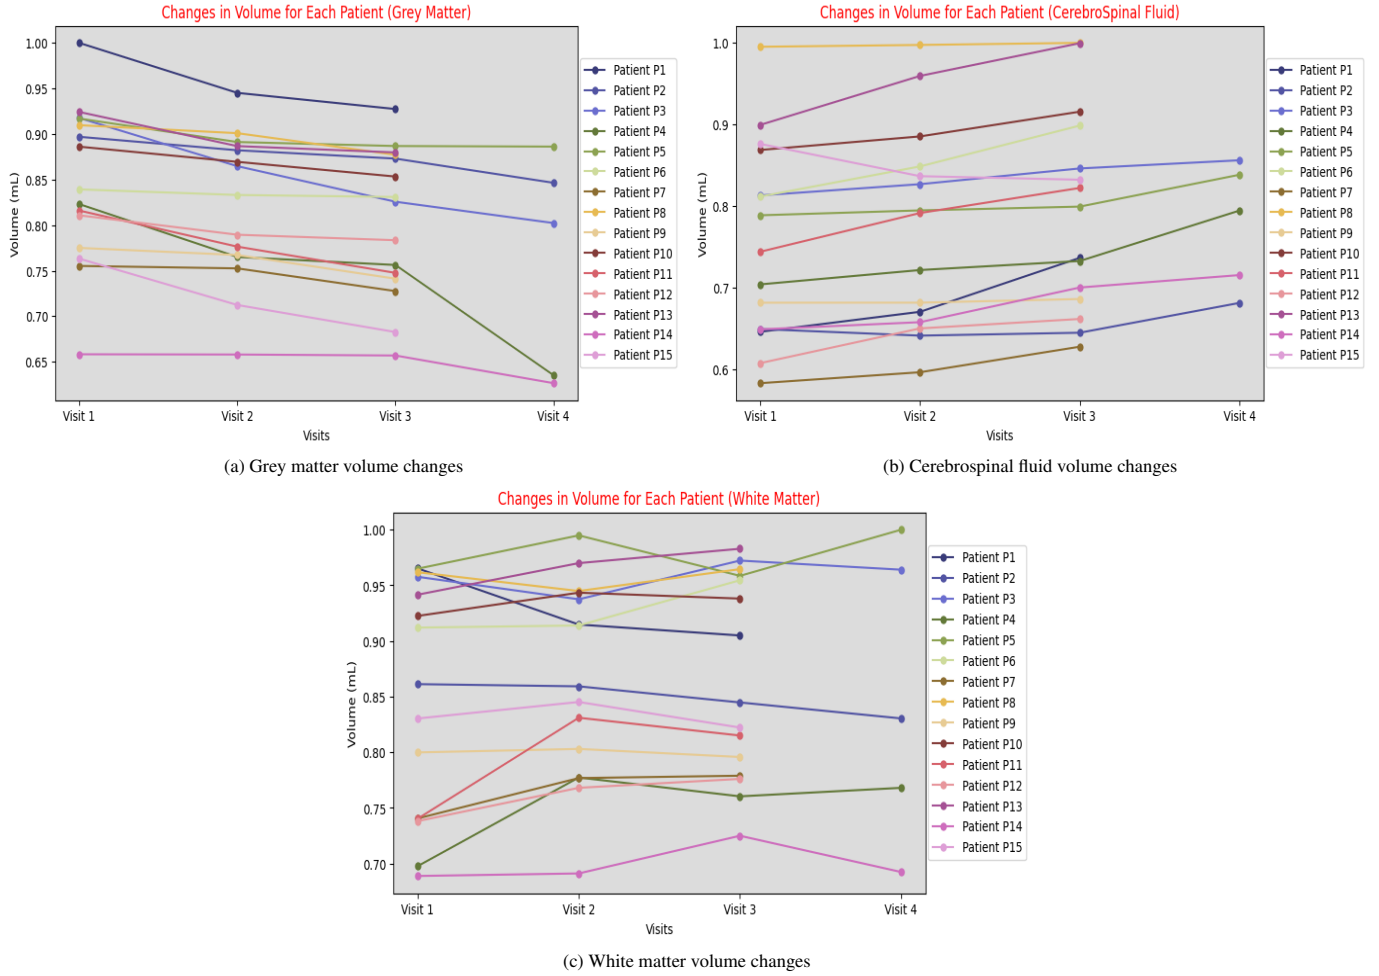 Changes in Volume for Each Patient (Grey Matter)
1.00
0.95
0.90
0.85
0.80
0.75
0.70
0.65
Volume (mL)
Visit 1 Visit 2 Visit 3 Visit 4
Visits
Patient P1
Patient P2
Patient P3
Patient P4
Patient P5
Patient P6
Patient P7
Patient P8
Patient P9
Patient P10
Patient P11
Patient P12
Patient P13
Patient P14
Patient P15
(a) Grey matter volume changes
Changes in Volume for Each Patient (CerebroSpinal Fluid)
1.0
0.9
0.8
0.7
0.6
Volume (mL)
Visit 1 Visit 2 Visit 3 Visit 4
Visits
Patient P1
Patient P2
Patient P3
Patient P4
Patient P5
Patient P6
Patient P7
Patient P8
Patient P9
Patient P10
Patient P11
Patient P12
Patient P13
Patient P14
Patient P15
(b) Cerebrospinal fluid volume changes
Changes in Volume for Each Patient (White Matter)
1.00
0.95
0.90
0.85
0.80
0.75
0.70
Volume (mL)
Visit 1 Visit 2 Visit 3 Visit 4
Visits
Patient P1
Patient P2
Patient P3
Patient P4
Patient P5
Patient P6
Patient P7
Patient P8
Patient P9
Patient P10
Patient P11
Patient P12
Patient P13
Patient P14
Patient P15
(c) White matter volume changes